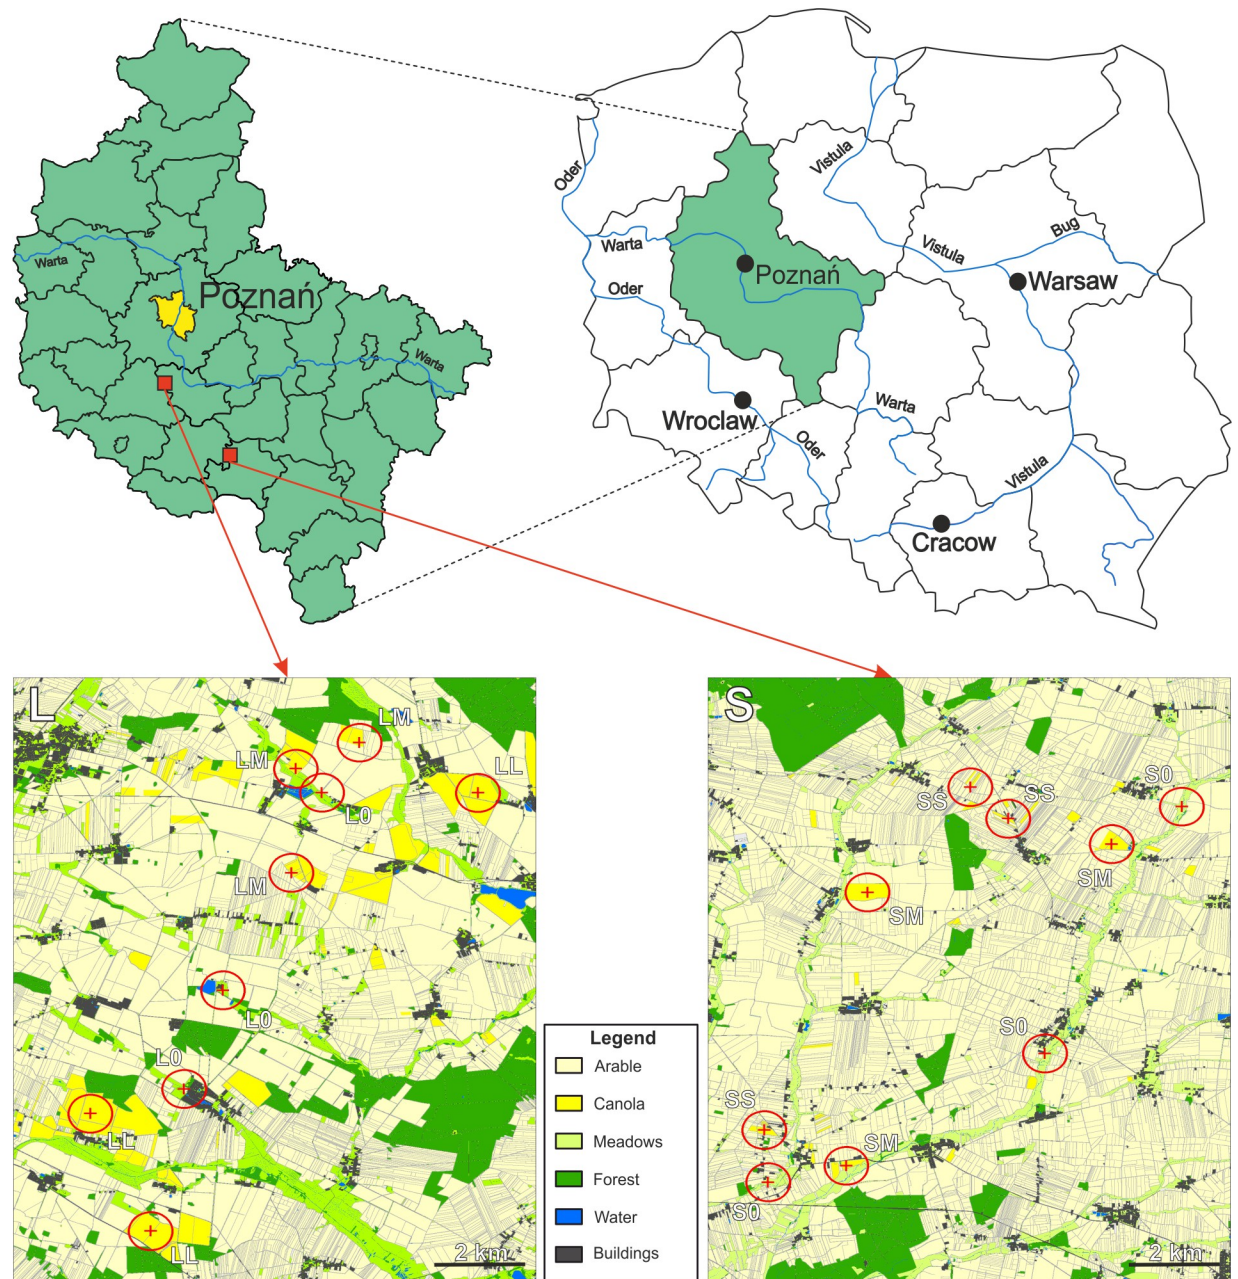 Warta
Poznań
Warta
Oder
Vistula
Warta
Poznań
Oder
Vistula
Bug
Warsaw
Wroclaw
Warta
Oder
Vistula
Cracow
L
LM
LM
LL
L0
LM
L0
L0
LL
LL
2 km
Legend
Arable
Canola
Meadows
Forest
Water
Buildings
S
SS
SS
S0
SM
SM
S0
SS
SM
S0
2 km